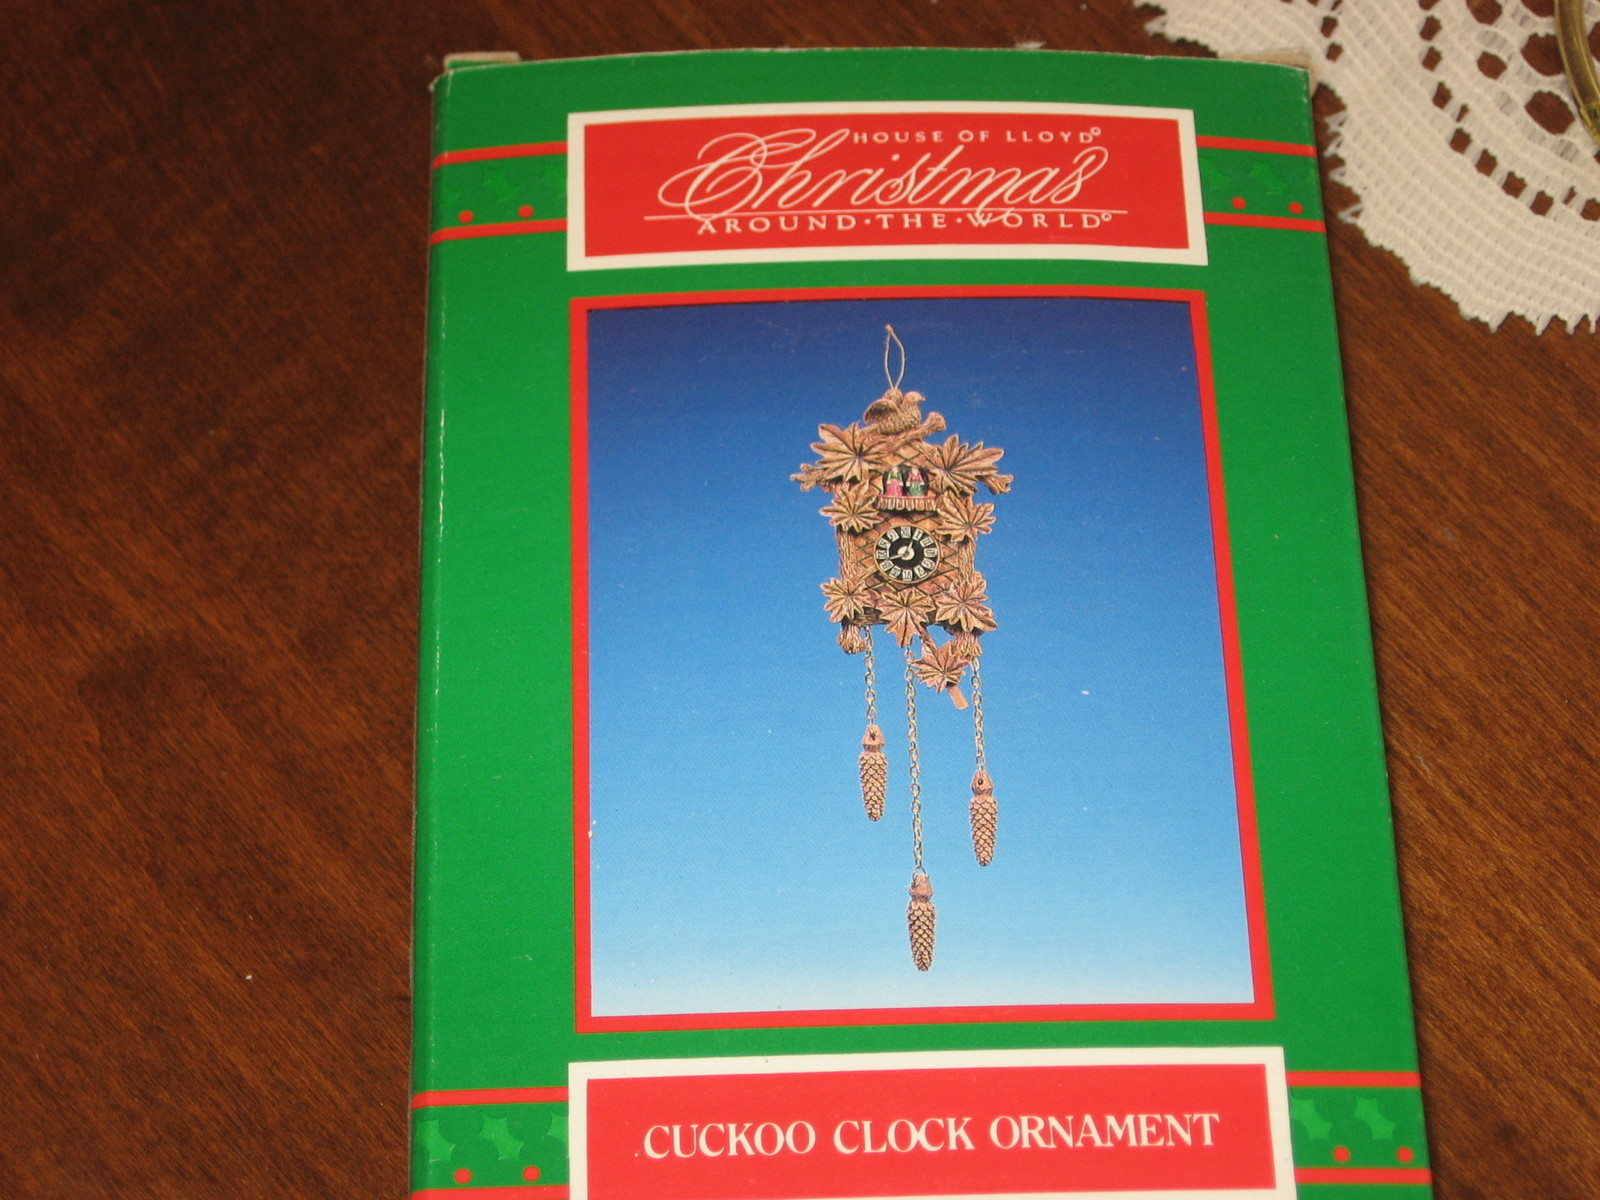 HOUSE OF LLOYD®
Christmas
AROUND•THE•WORLD®
CUCKOO CLOCK ORNAMENT